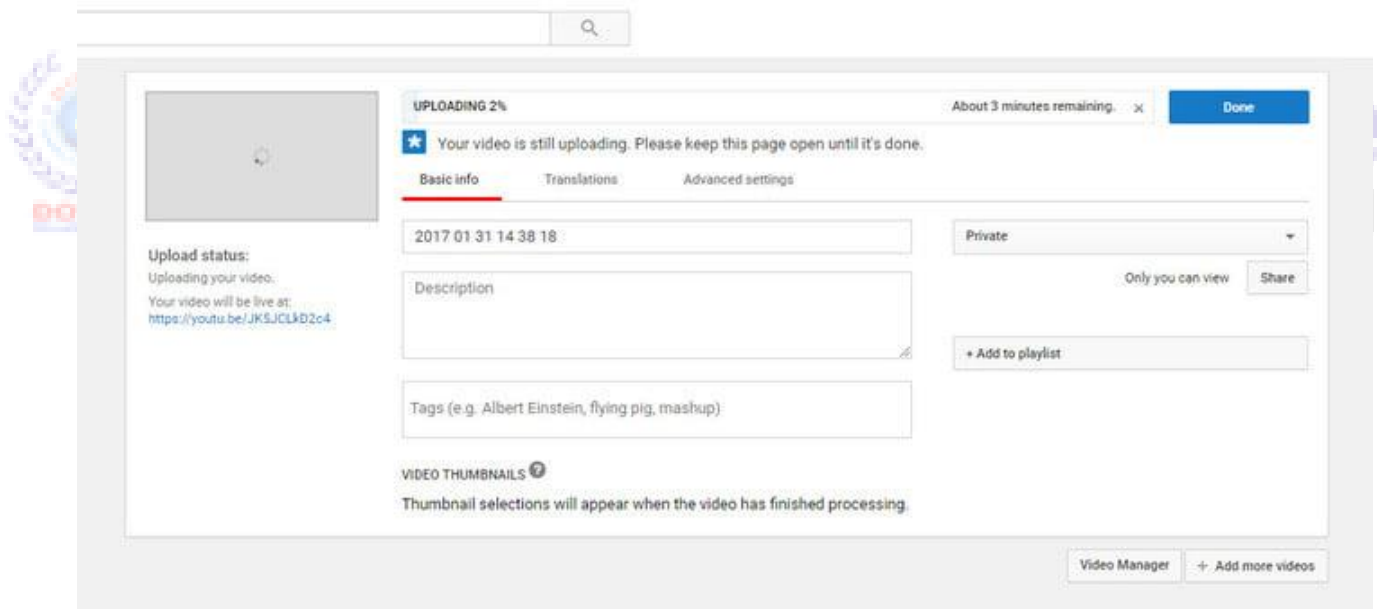 UPLOADING 2%
About 3 minutes remaining. ×
Done
Your video is still uploading. Please keep this page open until it's done.
Basic info
Translations
Advanced settings
2017 01 31 14 38 18
Private
Upload status:
Uploading your video.
Your video will be live at:
https://youtu.be/JKSJCLkD2c4
Description
Only you can view
Share
+ Add to playlist
Tags (e.g. Albert Einstein, flying pig, mashup)
VIDEO THUMBNAILS ?
Thumbnail selections will appear when the video has finished processing.
Video Manager
+ Add more videos